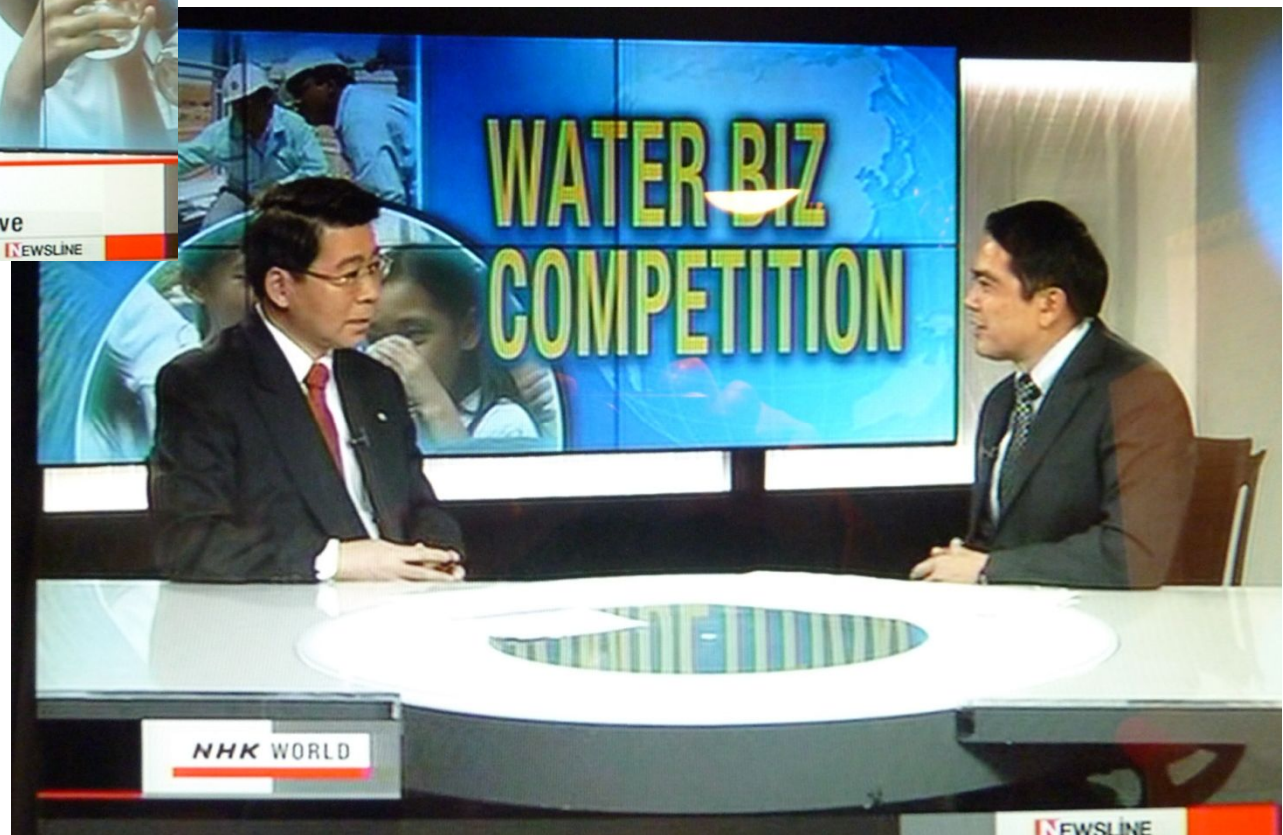 ve
NEWSLINE
WATER BIZ
COMPETITION
NHK WORLD
NEWSLINE